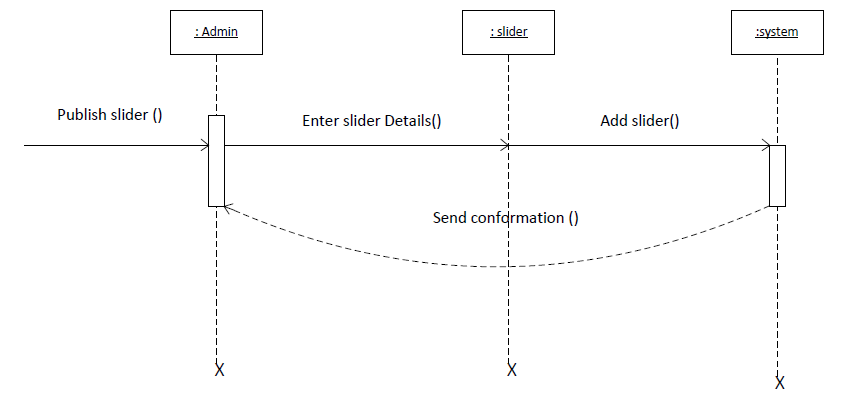 : Admin
: slider
:system
Publish slider ()
Enter slider Details()
Add slider()
Send conformation ()
X
X
X